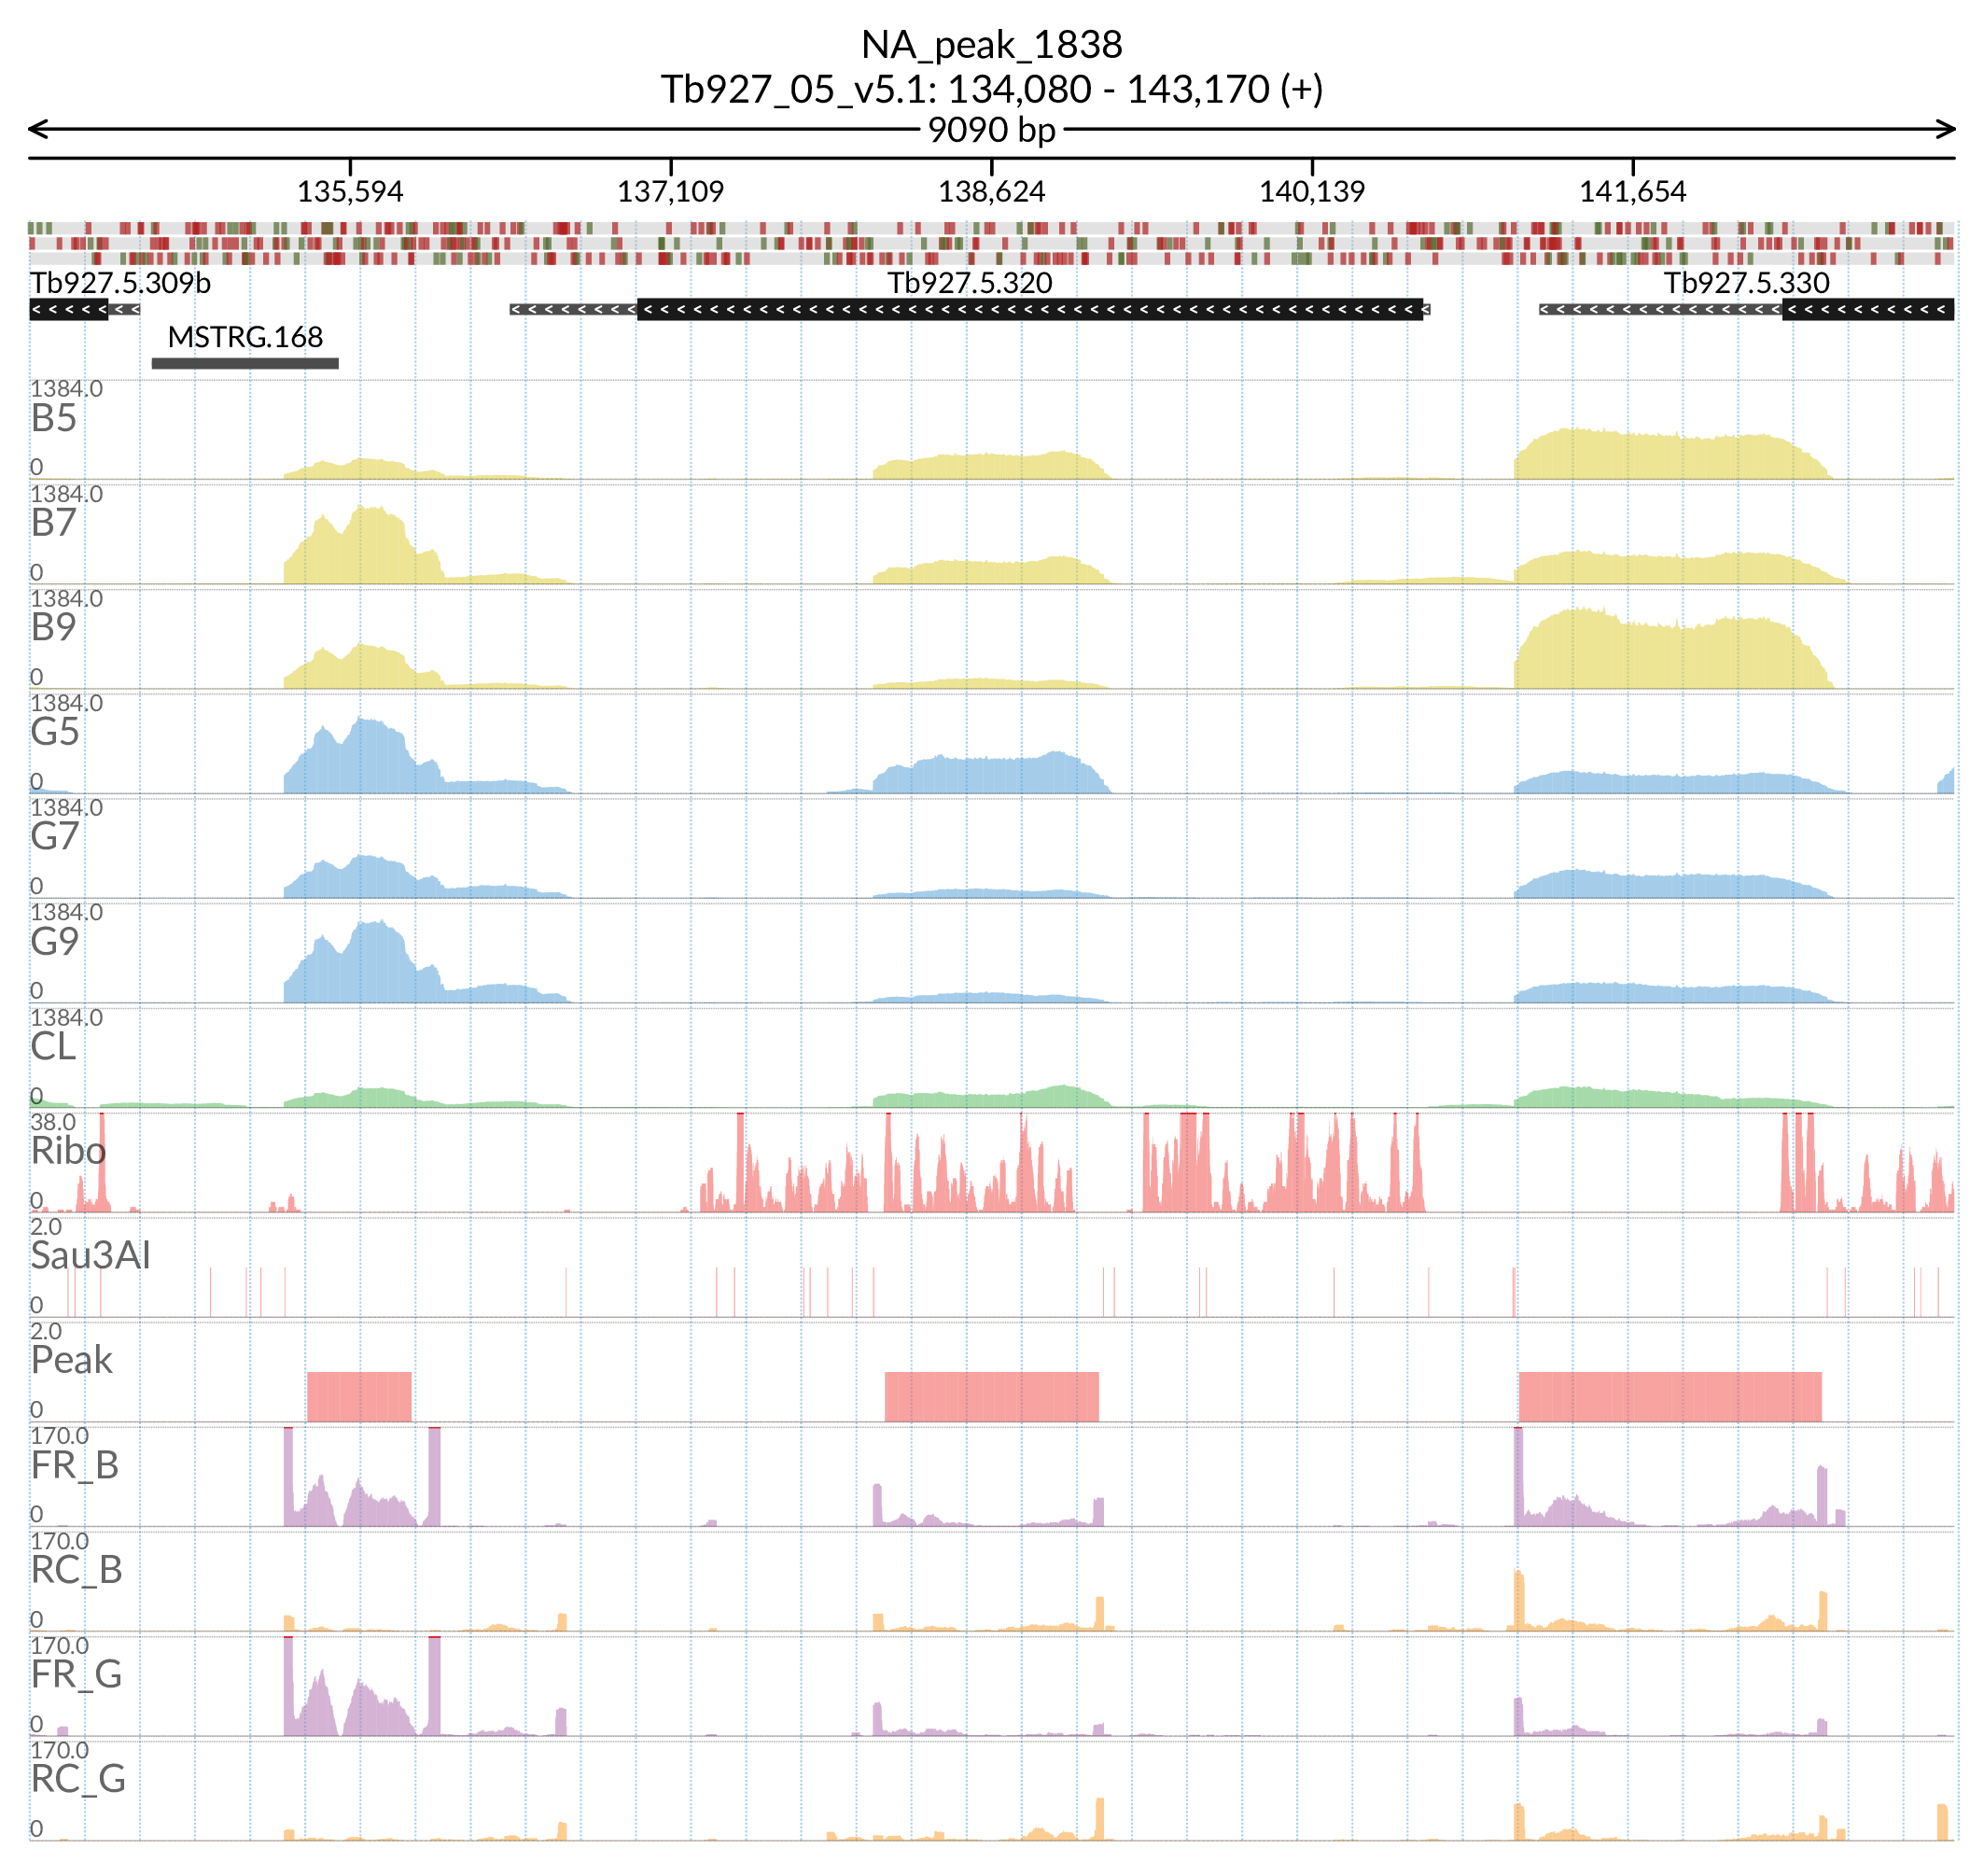 NA_peak_1838
Tb927_05_v5.1: 134,080 - 143,170 (+)
9090 bp
135,594 137,109 138,624 140,139 141,654
Tb927.5.309b Tb927.5.320 Tb927.5.330
MSTRG.168
1384.0
B5
0
1384.0
B7
0
1384.0
B9
0
1384.0
G5
0
1384.0
G7
0
1384.0
G9
0
1384.0
CL
0
38.0
Ribo
0
2.0
Sau3AI
0
2.0
Peak
0
170.0
FR_B
0
170.0
RC_B
0
170.0
FR_G
0
170.0
RC_G
0